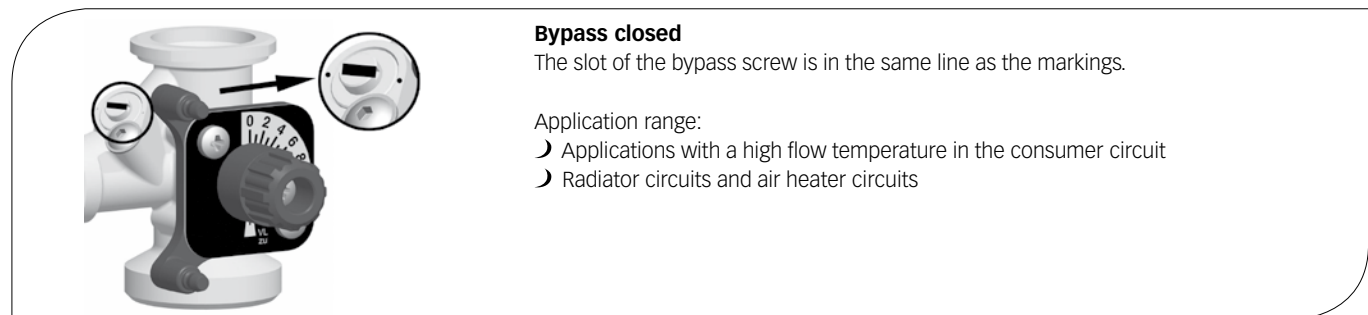 Bypass closed
The slot of the bypass screw is in the same line as the markings.
Application range:
Applications with a high flow temperature in the consumer circuit
Radiator circuits and air heater circuits
0 2 4 6 8
VL
zu